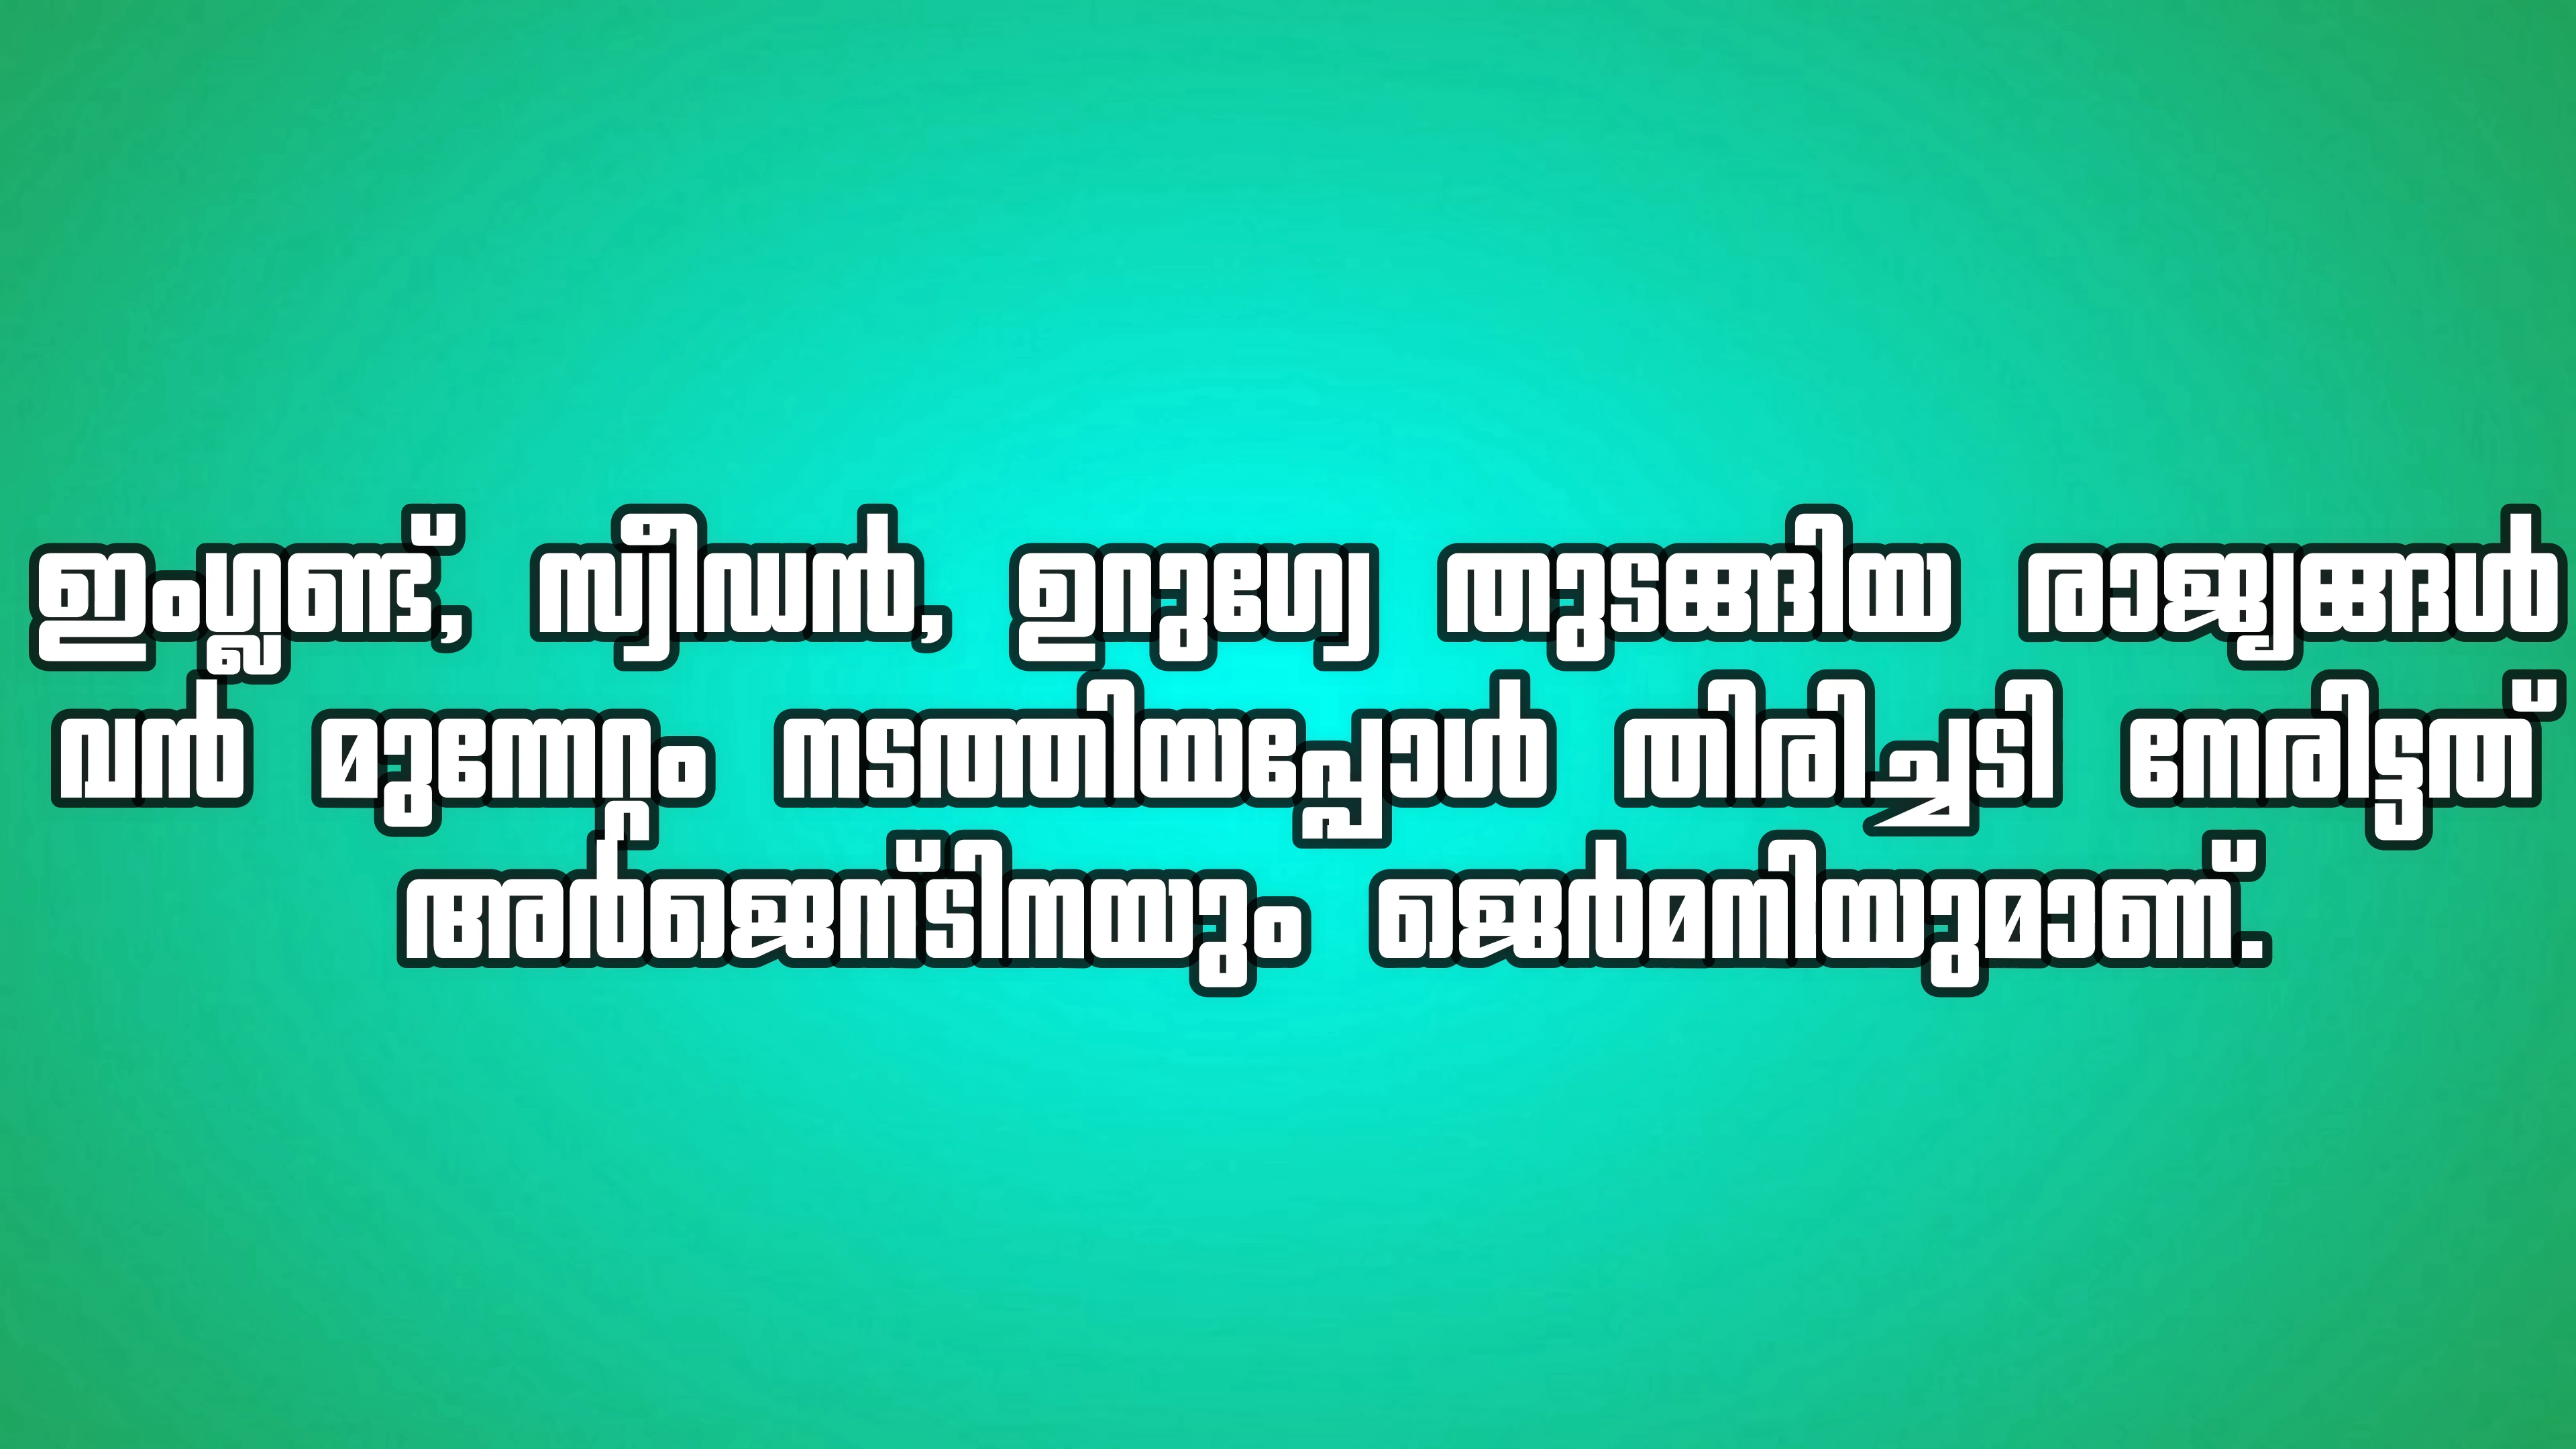 ഇംഗ്ലണ്ട്, സ്വീഡൻ, ഉറുഗ്വേ തുടങ്ങിയ രാജ്യങ്ങൾ
വൻ മുന്നേറ്റം നടത്തിയപ്പോൾ തിരിച്ചടി നേരിട്ടത്
അർജെന്ടിനയും ജെർമനിയുമാണ്.